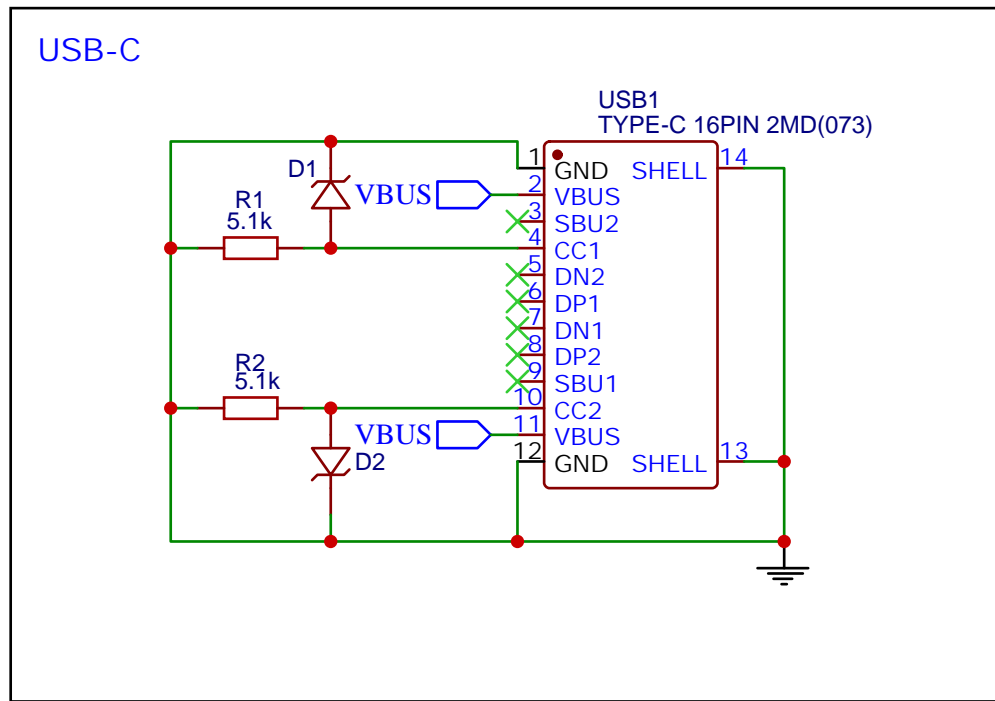 USB-C
USB1
TYPE-C 16PIN 2MD(073)
D1
VBUS
R1
5.1k
1 GND SHELL 14
2 VBUS
3 SBU2
4 CC1
5 DN2
6 DP1
7 DN1
8 DP2
9 SBU1
R2
5.1k
10 CC2
VBUS
11 VBUS
D2
12 GND SHELL 13